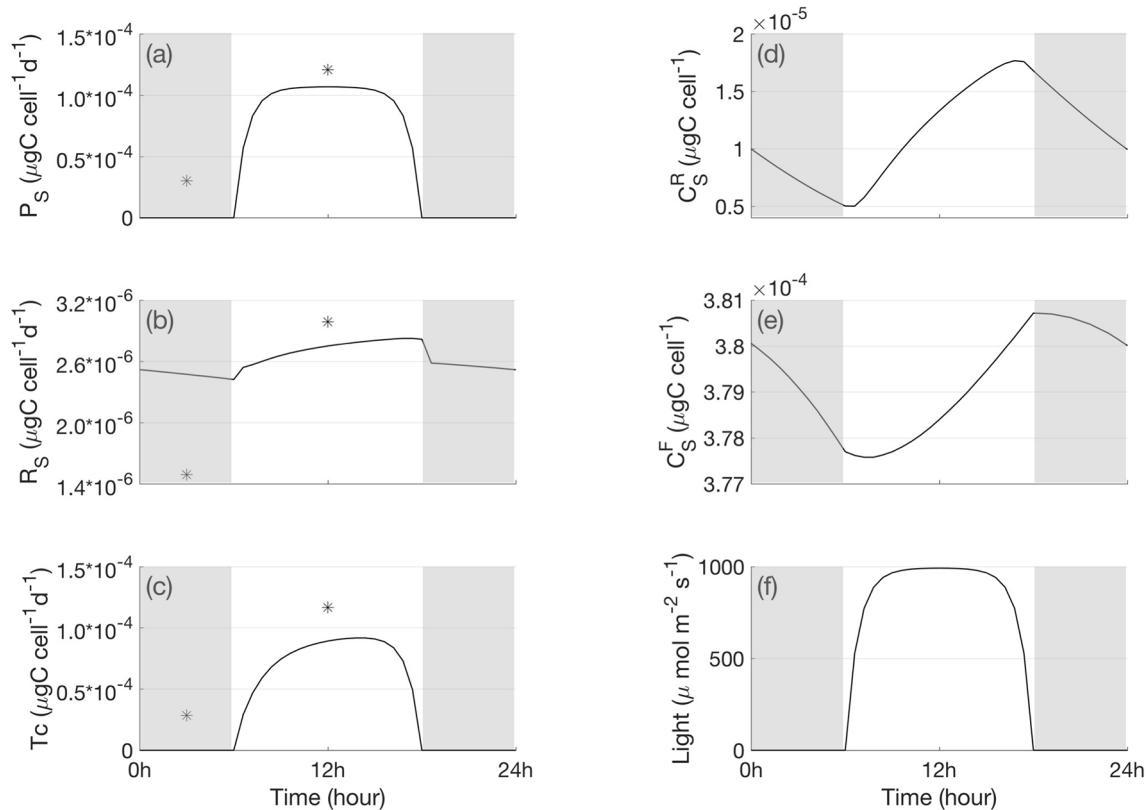 (a)
1.5*10⁻⁴
1.0*10⁻⁴
0.5*10⁻⁴
0
P_S (μgC cell⁻¹d⁻¹)
(b)
3.2*10⁻⁶
2.6*10⁻⁶
2.0*10⁻⁶
1.4*10⁻⁶
R_S (μgC cell⁻¹d⁻¹)
(c)
1.5*10⁻⁴
1.0*10⁻⁴
0.5*10⁻⁴
0
Tc (μgC cell⁻¹d⁻¹)
0h 12h 24h
Time (hour)
(d)
×10⁻⁵
2
1.5
1
0.5
C_S^R (μgC cell⁻¹)
(e)
×10⁻⁴
3.81
3.8
3.79
3.78
3.77
C_S^F (μgC cell⁻¹)
(f)
1000
500
0
Light (μ mol m⁻² s⁻¹)
0h 12h 24h
Time (hour)